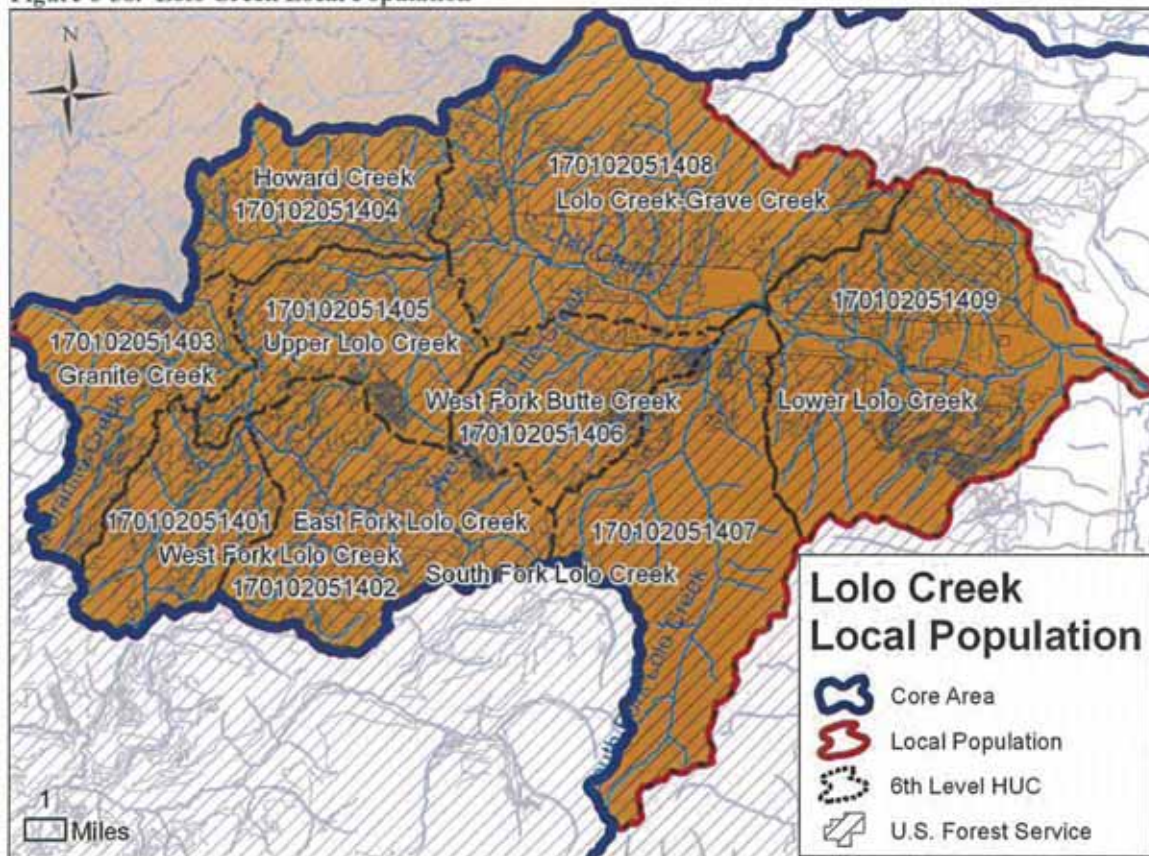 N
Howard Creek
170102051404
170102051408
Lolo Creek-Grave Creek
170102051405
Upper Lolo Creek
170102051409
170102051403
Granite Creek
West Fork Butte Creek
170102051406
Lower Lolo Creek
170102051401
West Fork Lolo Creek
East Fork Lolo Creek
170102051402
170102051407
South Fork Lolo Creek
Lolo Creek
Lolo Creek
Local Population
Core Area
Local Population
6th Level HUC
U.S. Forest Service
1
Miles